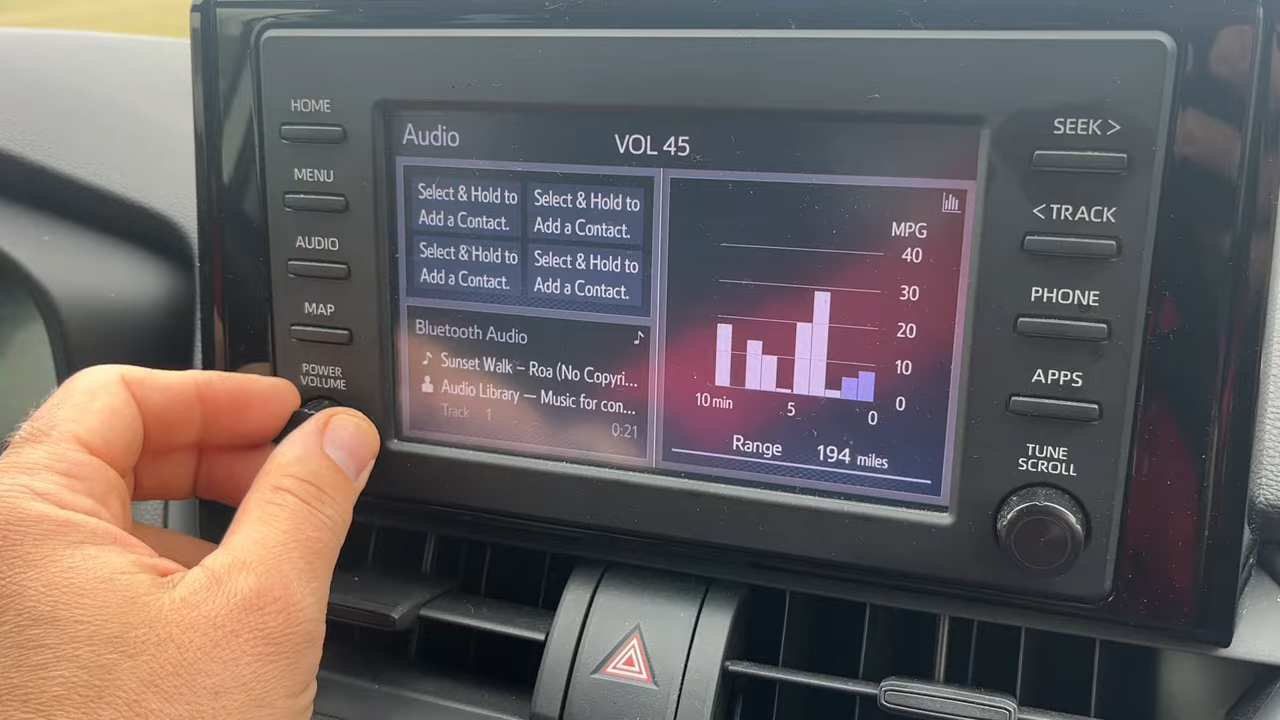 HOME
MENU
AUDIO
MAP
POWER
VOLUME
Audio
VOL 45
Select & Hold to
Add a Contact.
Select & Hold to
Add a Contact.
Select & Hold to
Add a Contact.
Select & Hold to
Add a Contact.
Bluetooth Audio
Sunset Walk – Roa (No Copyri...
Audio Library — Music for con...
Track 1
0:21
MPG
40
30
20
10
0
10 min
5
0
Range 194 miles
SEEK >
< TRACK
PHONE
APPS
TUNE
SCROLL